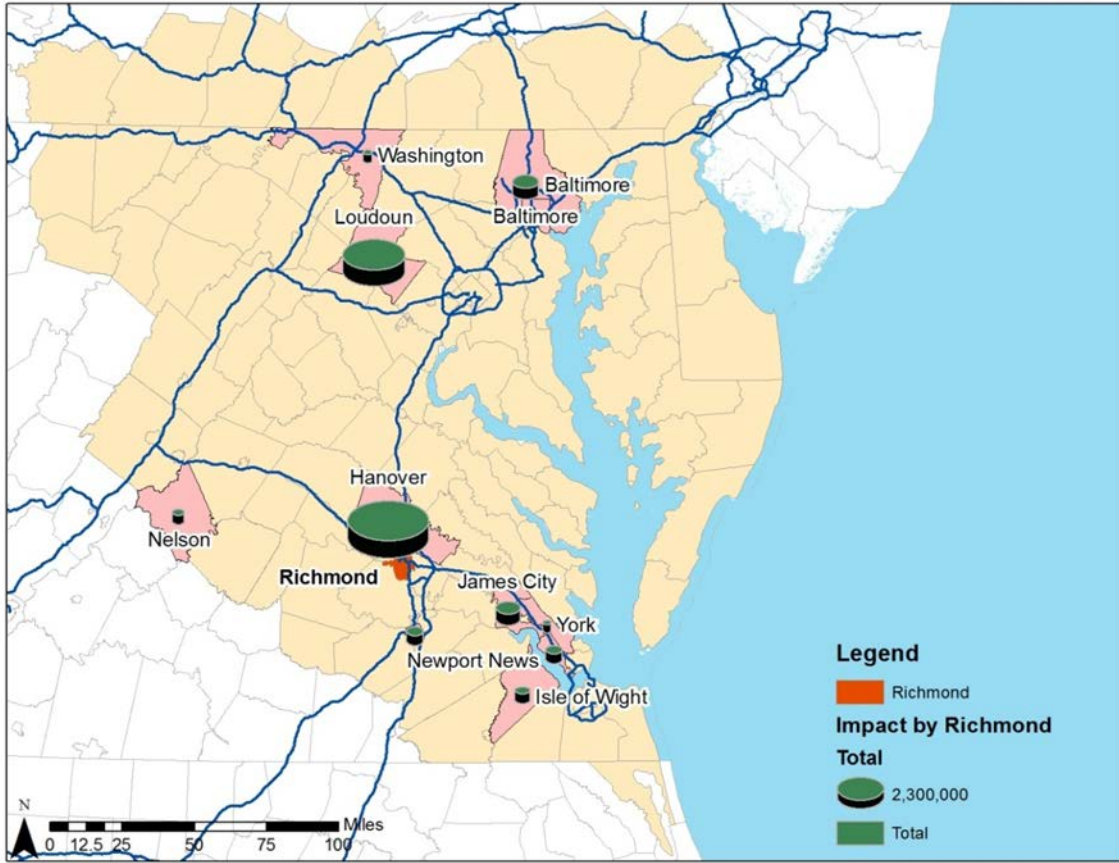 Washington
Baltimore
Baltimore
Loudoun
Hanover
Nelson
Richmond
James City
York
Newport News
Isle of Wight
Legend
Richmond
Impact by Richmond
Total
2,300,000
Total
N
Miles
0 12.5 25 50 75 100